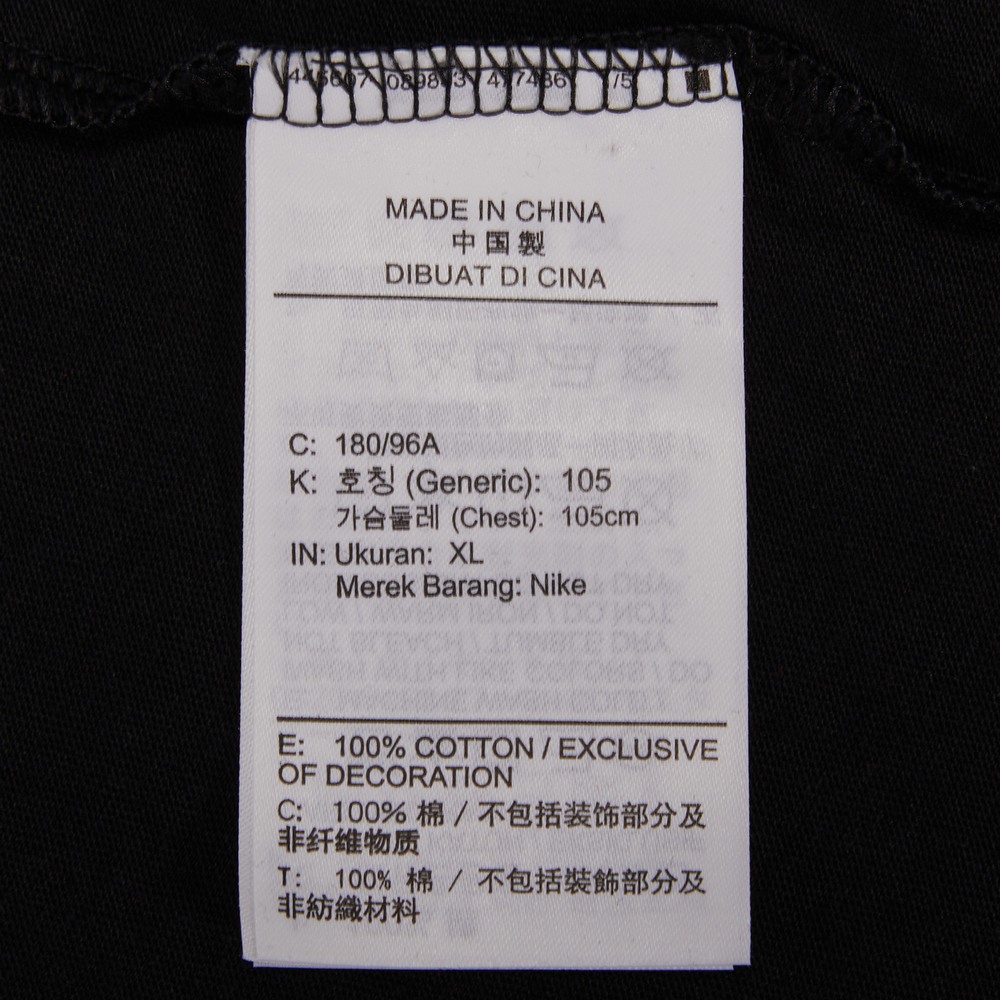 MADE IN CHINA
中国製
DIBUAT DI CINA
C: 180/96A
K: 호칭 (Generic): 105
가슴둘레 (Chest): 105cm
IN: Ukuran: XL
Merek Barang: Nike
E: 100% COTTON / EXCLUSIVE
OF DECORATION
C: 100% 棉 / 不包括装饰部分及
非纤维物质
T: 100% 棉 / 不包括裝飾部分及
非紡織材料